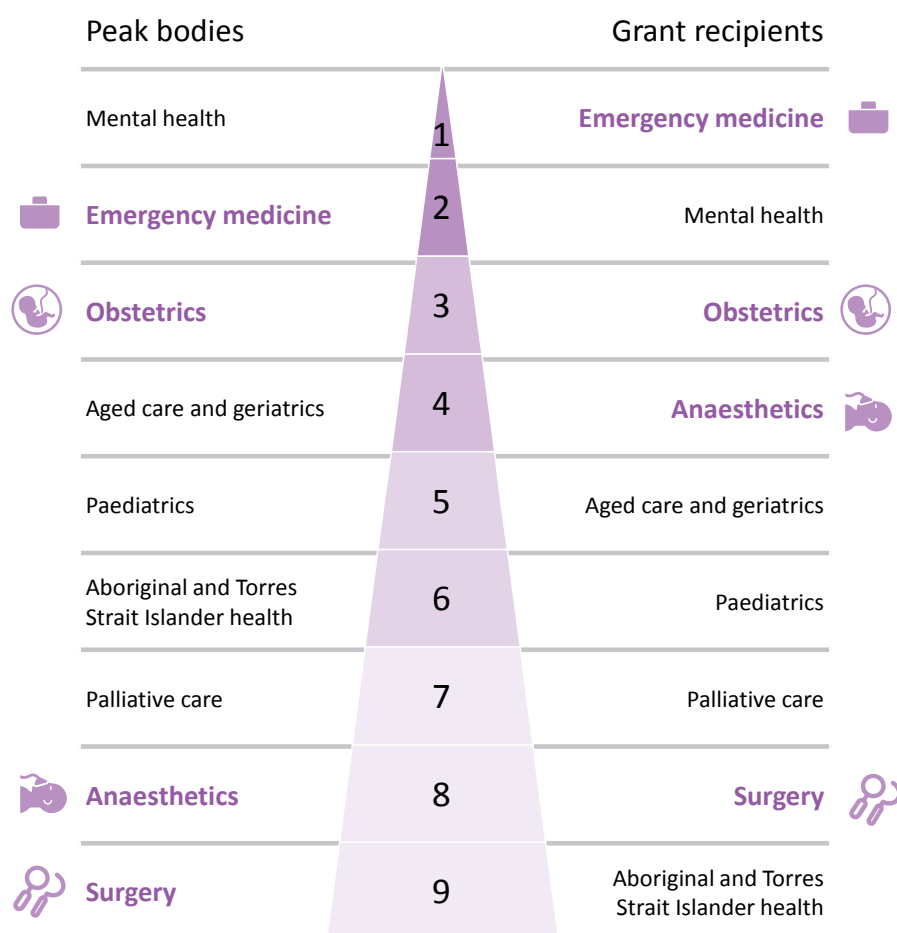 Peak bodies
Grant recipients
Mental health
1
Emergency medicine
Emergency medicine
2
Mental health
Obstetrics
3
Obstetrics
Aged care and geriatrics
4
Anaesthetics
Paediatrics
5
Aged care and geriatrics
Aboriginal and Torres
Strait Islander health
6
Paediatrics
Palliative care
7
Palliative care
Anaesthetics
8
Surgery
Surgery
9
Aboriginal and Torres
Strait Islander health